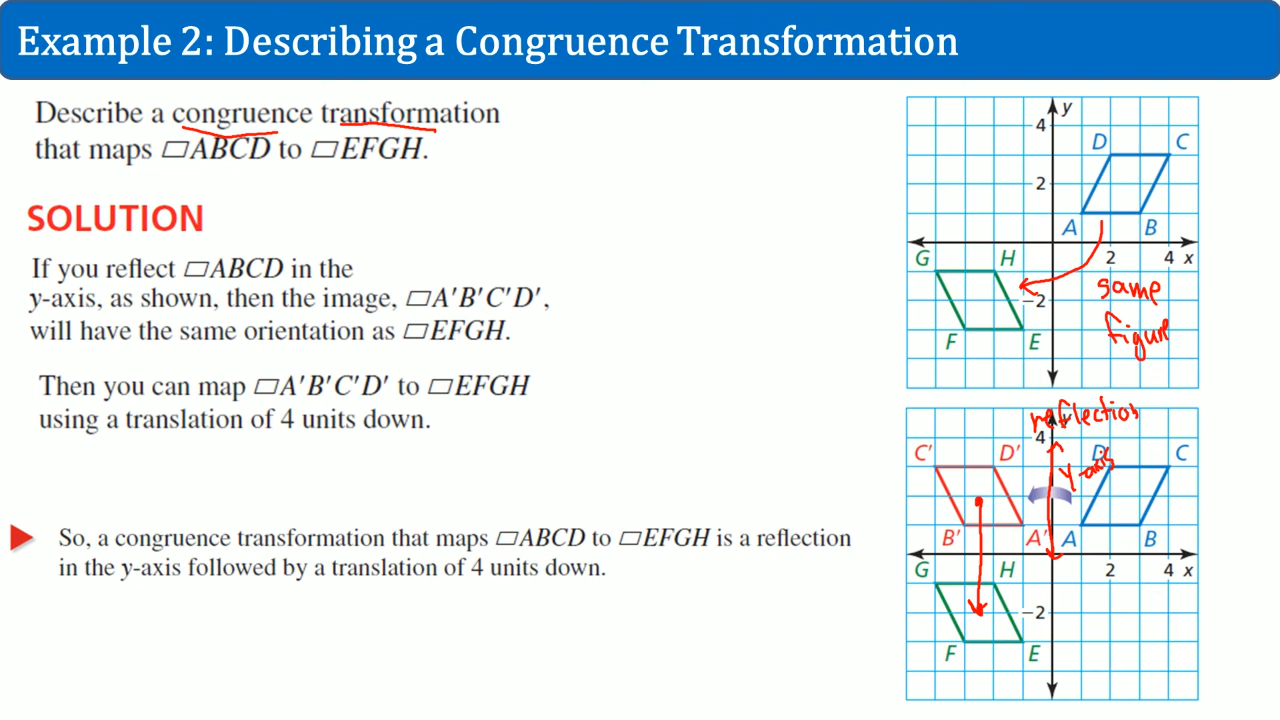 Example 2: Describing a Congruence Transformation
Describe a congruence transformation
that maps ▱ABCD to ▱EFGH.
SOLUTION
If you reflect ▱ABCD in the
y-axis, as shown, then the image, ▱A′B′C′D′,
will have the same orientation as ▱EFGH.
Then you can map ▱A′B′C′D′ to ▱EFGH
using a translation of 4 units down.
So, a congruence transformation that maps ▱ABCD to ▱EFGH is a reflection
in the y-axis followed by a translation of 4 units down.
4 y
D C
2
A B
G H 2 4 x
−2 same
F E figure
reflection
4 y
C′ D′ D C
y-axis
B′ A′ A B
G H 2 4 x
−2
F E